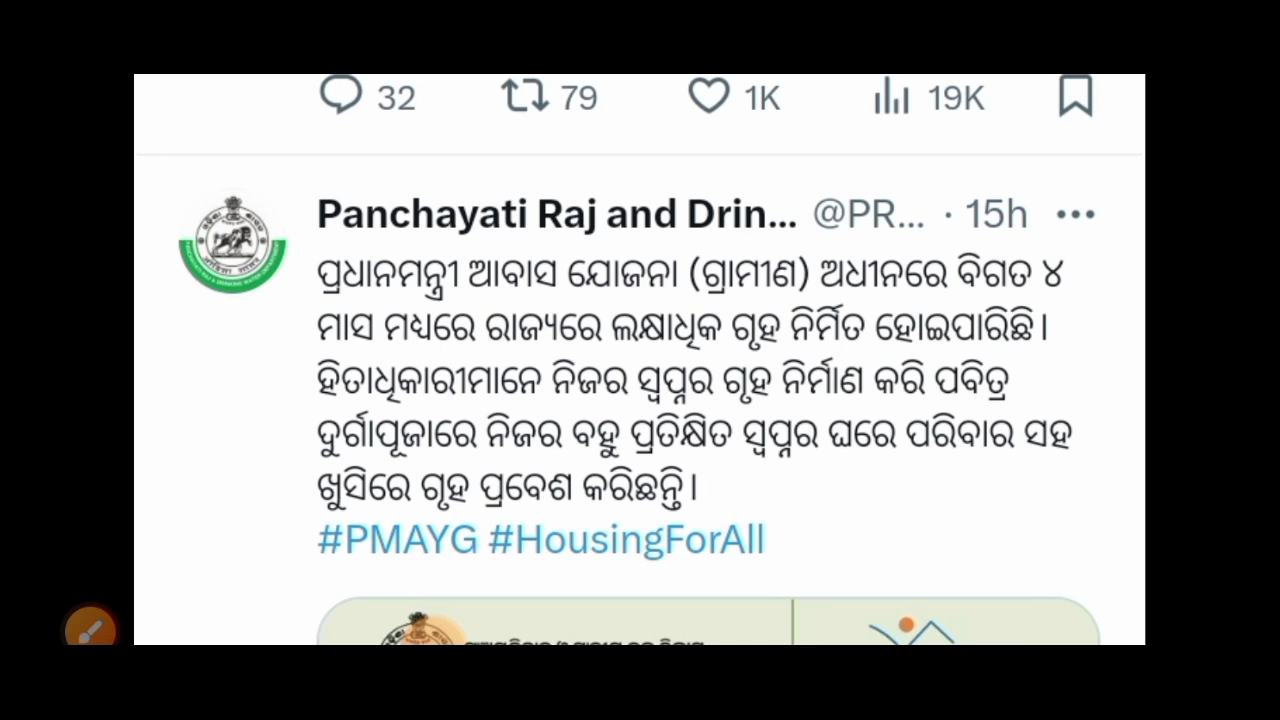 32 79 1K 19K
Panchayati Raj and Drin... @PR... · 15h
ପ୍ରଧାନମନ୍ତ୍ରୀ ଆବାସ ଯୋଜନା (ଗ୍ରାମୀଣ) ଅଧୀନରେ ବିଗତ ୪
ମାସ ମଧ୍ୟରେ ରାଜ୍ୟରେ ଲକ୍ଷାଧିକ ଗୃହ ନିର୍ମିତ ହୋଇପାରିଛି।
ହିତାଧିକାରୀମାନେ ନିଜର ସ୍ୱପ୍ନର ଗୃହ ନିର୍ମାଣ କରି ପବିତ୍ର
ଦୁର୍ଗାପୂଜାରେ ନିଜର ବହୁ ପ୍ରତିକ୍ଷିତ ସ୍ୱପ୍ନର ଘରେ ପରିବାର ସହ
ଖୁସିରେ ଗୃହ ପ୍ରବେଶ କରିଛନ୍ତି।
#PMAYG #HousingForAll